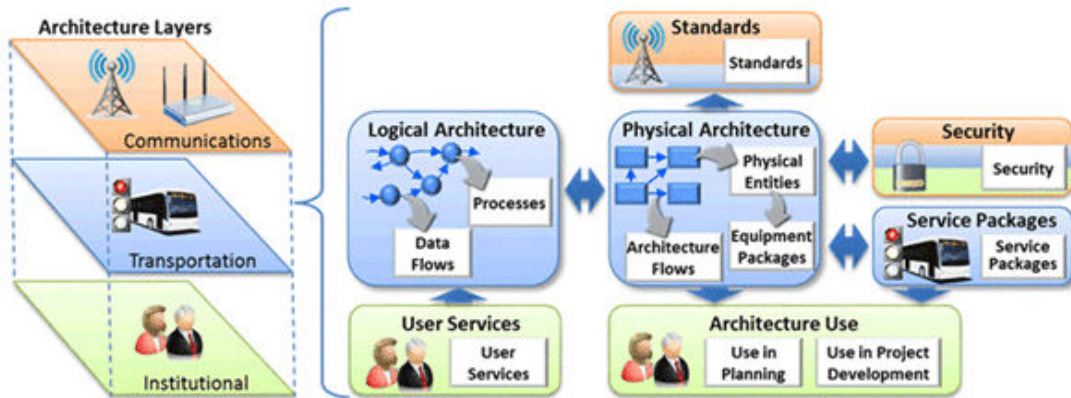 Architecture Layers
Communications
Transportation
Institutional
Logical Architecture
Processes
Data
Flows
User Services
User
Services
Standards
Standards
Physical Architecture
Physical
Entities
Architecture
Flows
Equipment
Packages
Security
Security
Service Packages
Service
Packages
Architecture Use
Use in
Planning
Use in Project
Development